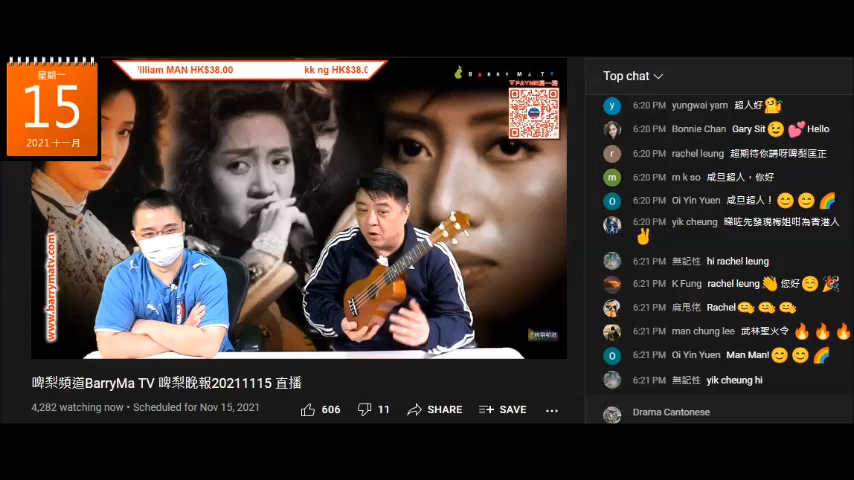 星期一
15
2021 十一月
William MAN HK$38.00
kk ng HK$38.0
BARRYMA TV
www.barrymatv.com
啤梨頻道BarryMa TV 啤梨晚報20211115 直播
4,282 watching now • Scheduled for Nov 15, 2021
606
11
SHARE
SAVE
Top chat
y 6:20 PM yungwai yam 超人好
6:20 PM Bonnie Chan Gary Sit Hello
r 6:20 PM rachel leung 超期待你講呀啤梨匡正
m 6:20 PM m k so 咸旦超人，你好
O 6:20 PM Oi Yin Yuen 咸旦超人！
6:20 PM yik cheung 睇咗先發現梅姐咁為香港人
6:21 PM 無記性 hi rachel leung
6:21 PM K Fung rachel leung 您好
6:21 PM 麻甩佬 Rachel
6:21 PM man chung lee 武林聖火令
O 6:21 PM Oi Yin Yuen Man Man!
6:21 PM 無記性 yik cheung hi
Drama Cantonese